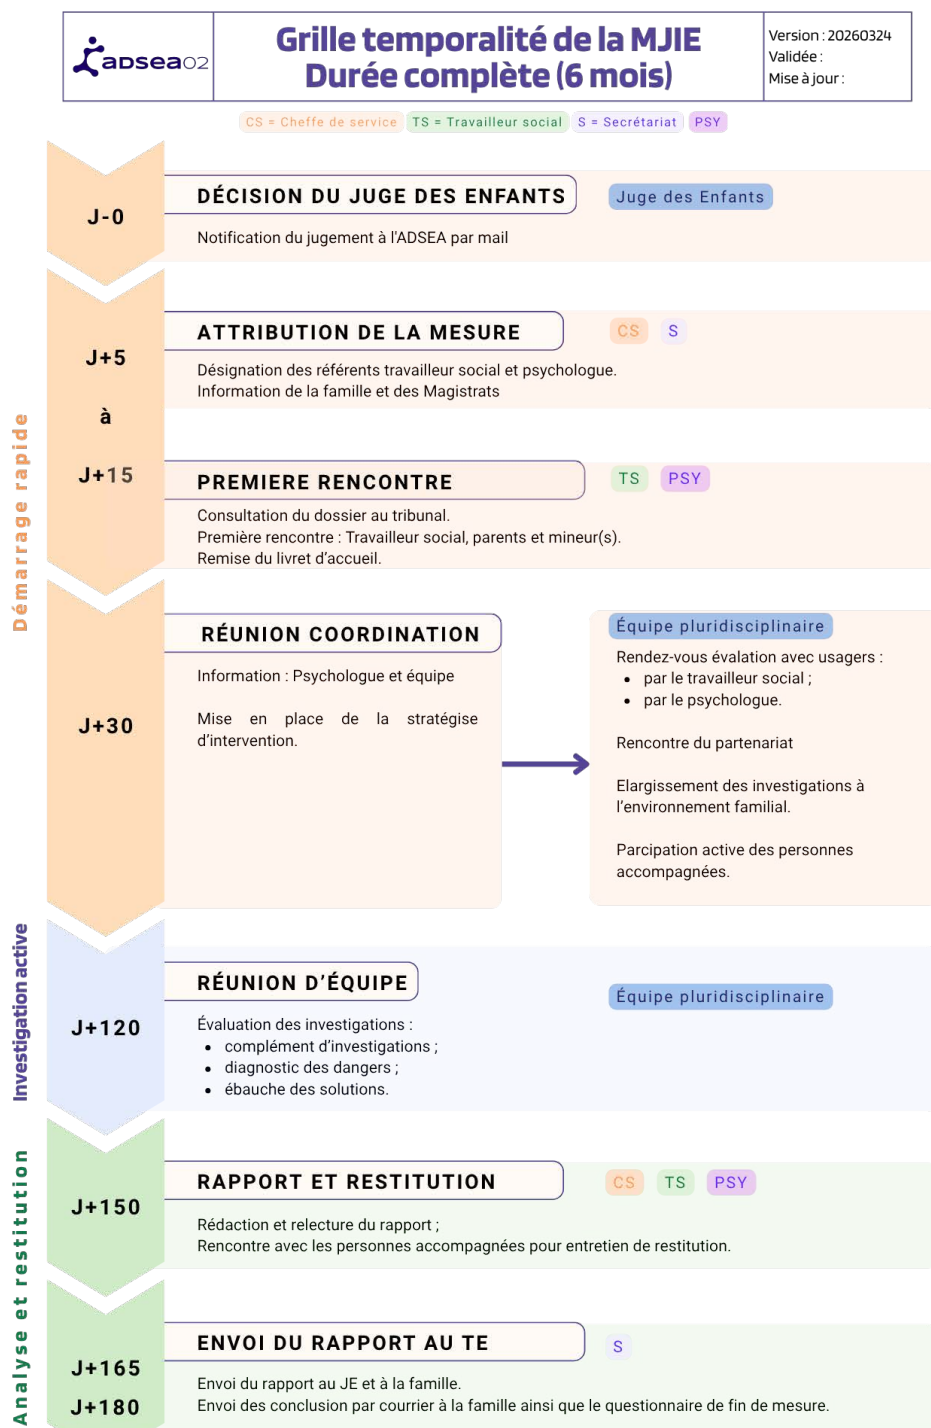 adsea02
Grille temporalité de la MJIE
Durée complète (6 mois)
Version : 20260324
Validée :
Mise à jour :
CS = Cheffe de service TS = Travailleur social S = Secrétariat PSY
J-0
DÉCISION DU JUGE DES ENFANTS
Juge des Enfants
Notification du jugement à l'ADSEA par mail
Démarrage rapide
J+5
à
J+15
ATTRIBUTION DE LA MESURE
CS S
Désignation des référents travailleur social et psychologue.
Information de la famille et des Magistrats
PREMIERE RENCONTRE
TS PSY
Consultation du dossier au tribunal.
Première rencontre : Travailleur social, parents et mineur(s).
Remise du livret d'accueil.
J+30
RÉUNION COORDINATION
Information : Psychologue et équipe
Mise en place de la stratégise
d'intervention.
Équipe pluridisciplinaire
Rendez-vous évalation avec usagers :
• par le travailleur social ;
• par le psychologue.
Rencontre du partenariat
Elargissement des investigations à
l'environnement familial.
Parcipation active des personnes
accompagnées.
Investigation active
J+120
RÉUNION D'ÉQUIPE
Équipe pluridisciplinaire
Évaluation des investigations :
• complément d'investigations ;
• diagnostic des dangers ;
• ébauche des solutions.
Analyse et restitution
J+150
RAPPORT ET RESTITUTION
CS TS PSY
Rédaction et relecture du rapport ;
Rencontre avec les personnes accompagnées pour entretien de restitution.
J+165
J+180
ENVOI DU RAPPORT AU TE
S
Envoi du rapport au JE et à la famille.
Envoi des conclusion par courrier à la famille ainsi que le questionnaire de fin de mesure.